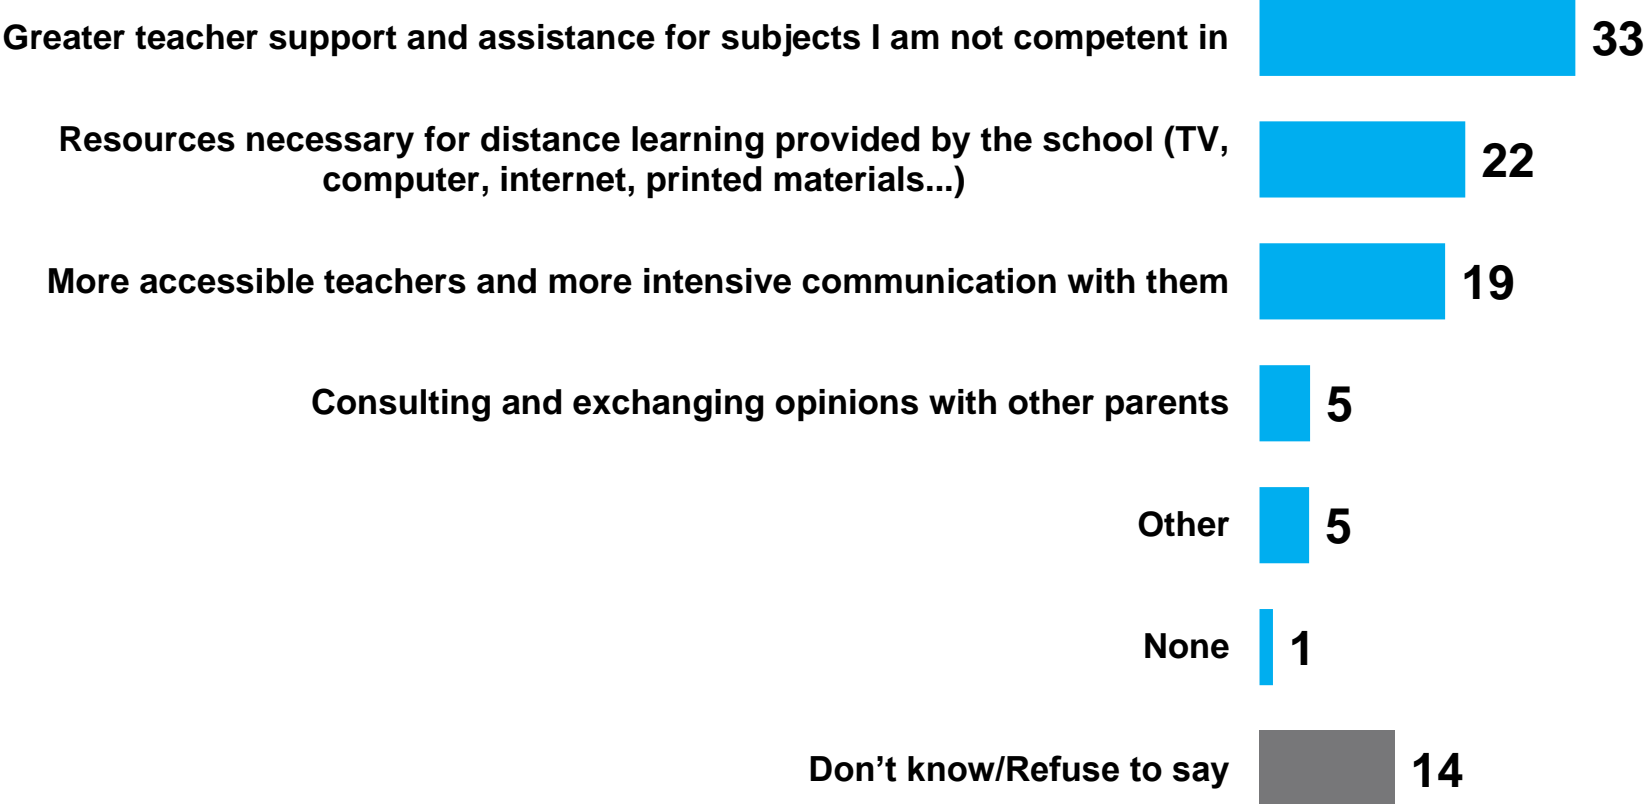 Greater teacher support and assistance for subjects I am not competent in 33
Resources necessary for distance learning provided by the school (TV,
computer, internet, printed materials...) 22
More accessible teachers and more intensive communication with them 19
Consulting and exchanging opinions with other parents 5
Other 5
None 1
Don’t know/Refuse to say 14